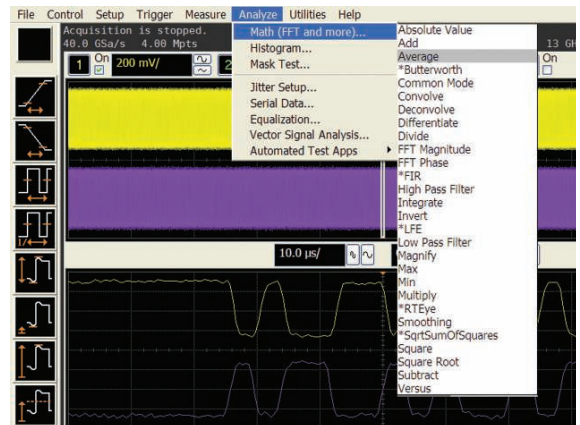 File Control Setup Trigger Measure Analyze Utilities Help
Acquisition is stopped.
40.0 GSa/s 4.00 Mpts
13 GH
1 On 200 mV/ 2 On
Math (FFT and more)...
Histogram...
Mask Test...
Jitter Setup...
Serial Data...
Equalization...
Vector Signal Analysis...
Automated Test Apps
Absolute Value
Add
Average
*Butterworth
Common Mode
Convolve
Deconvolve
Differentiate
Divide
FFT Magnitude
FFT Phase
*FIR
High Pass Filter
Integrate
Invert
*LFE
Low Pass Filter
Magnify
Max
Min
Multiply
*RTEye
Smoothing
*SqrtSumOfSquares
Square
Square Root
Subtract
Versus
10.0 µs/
1/